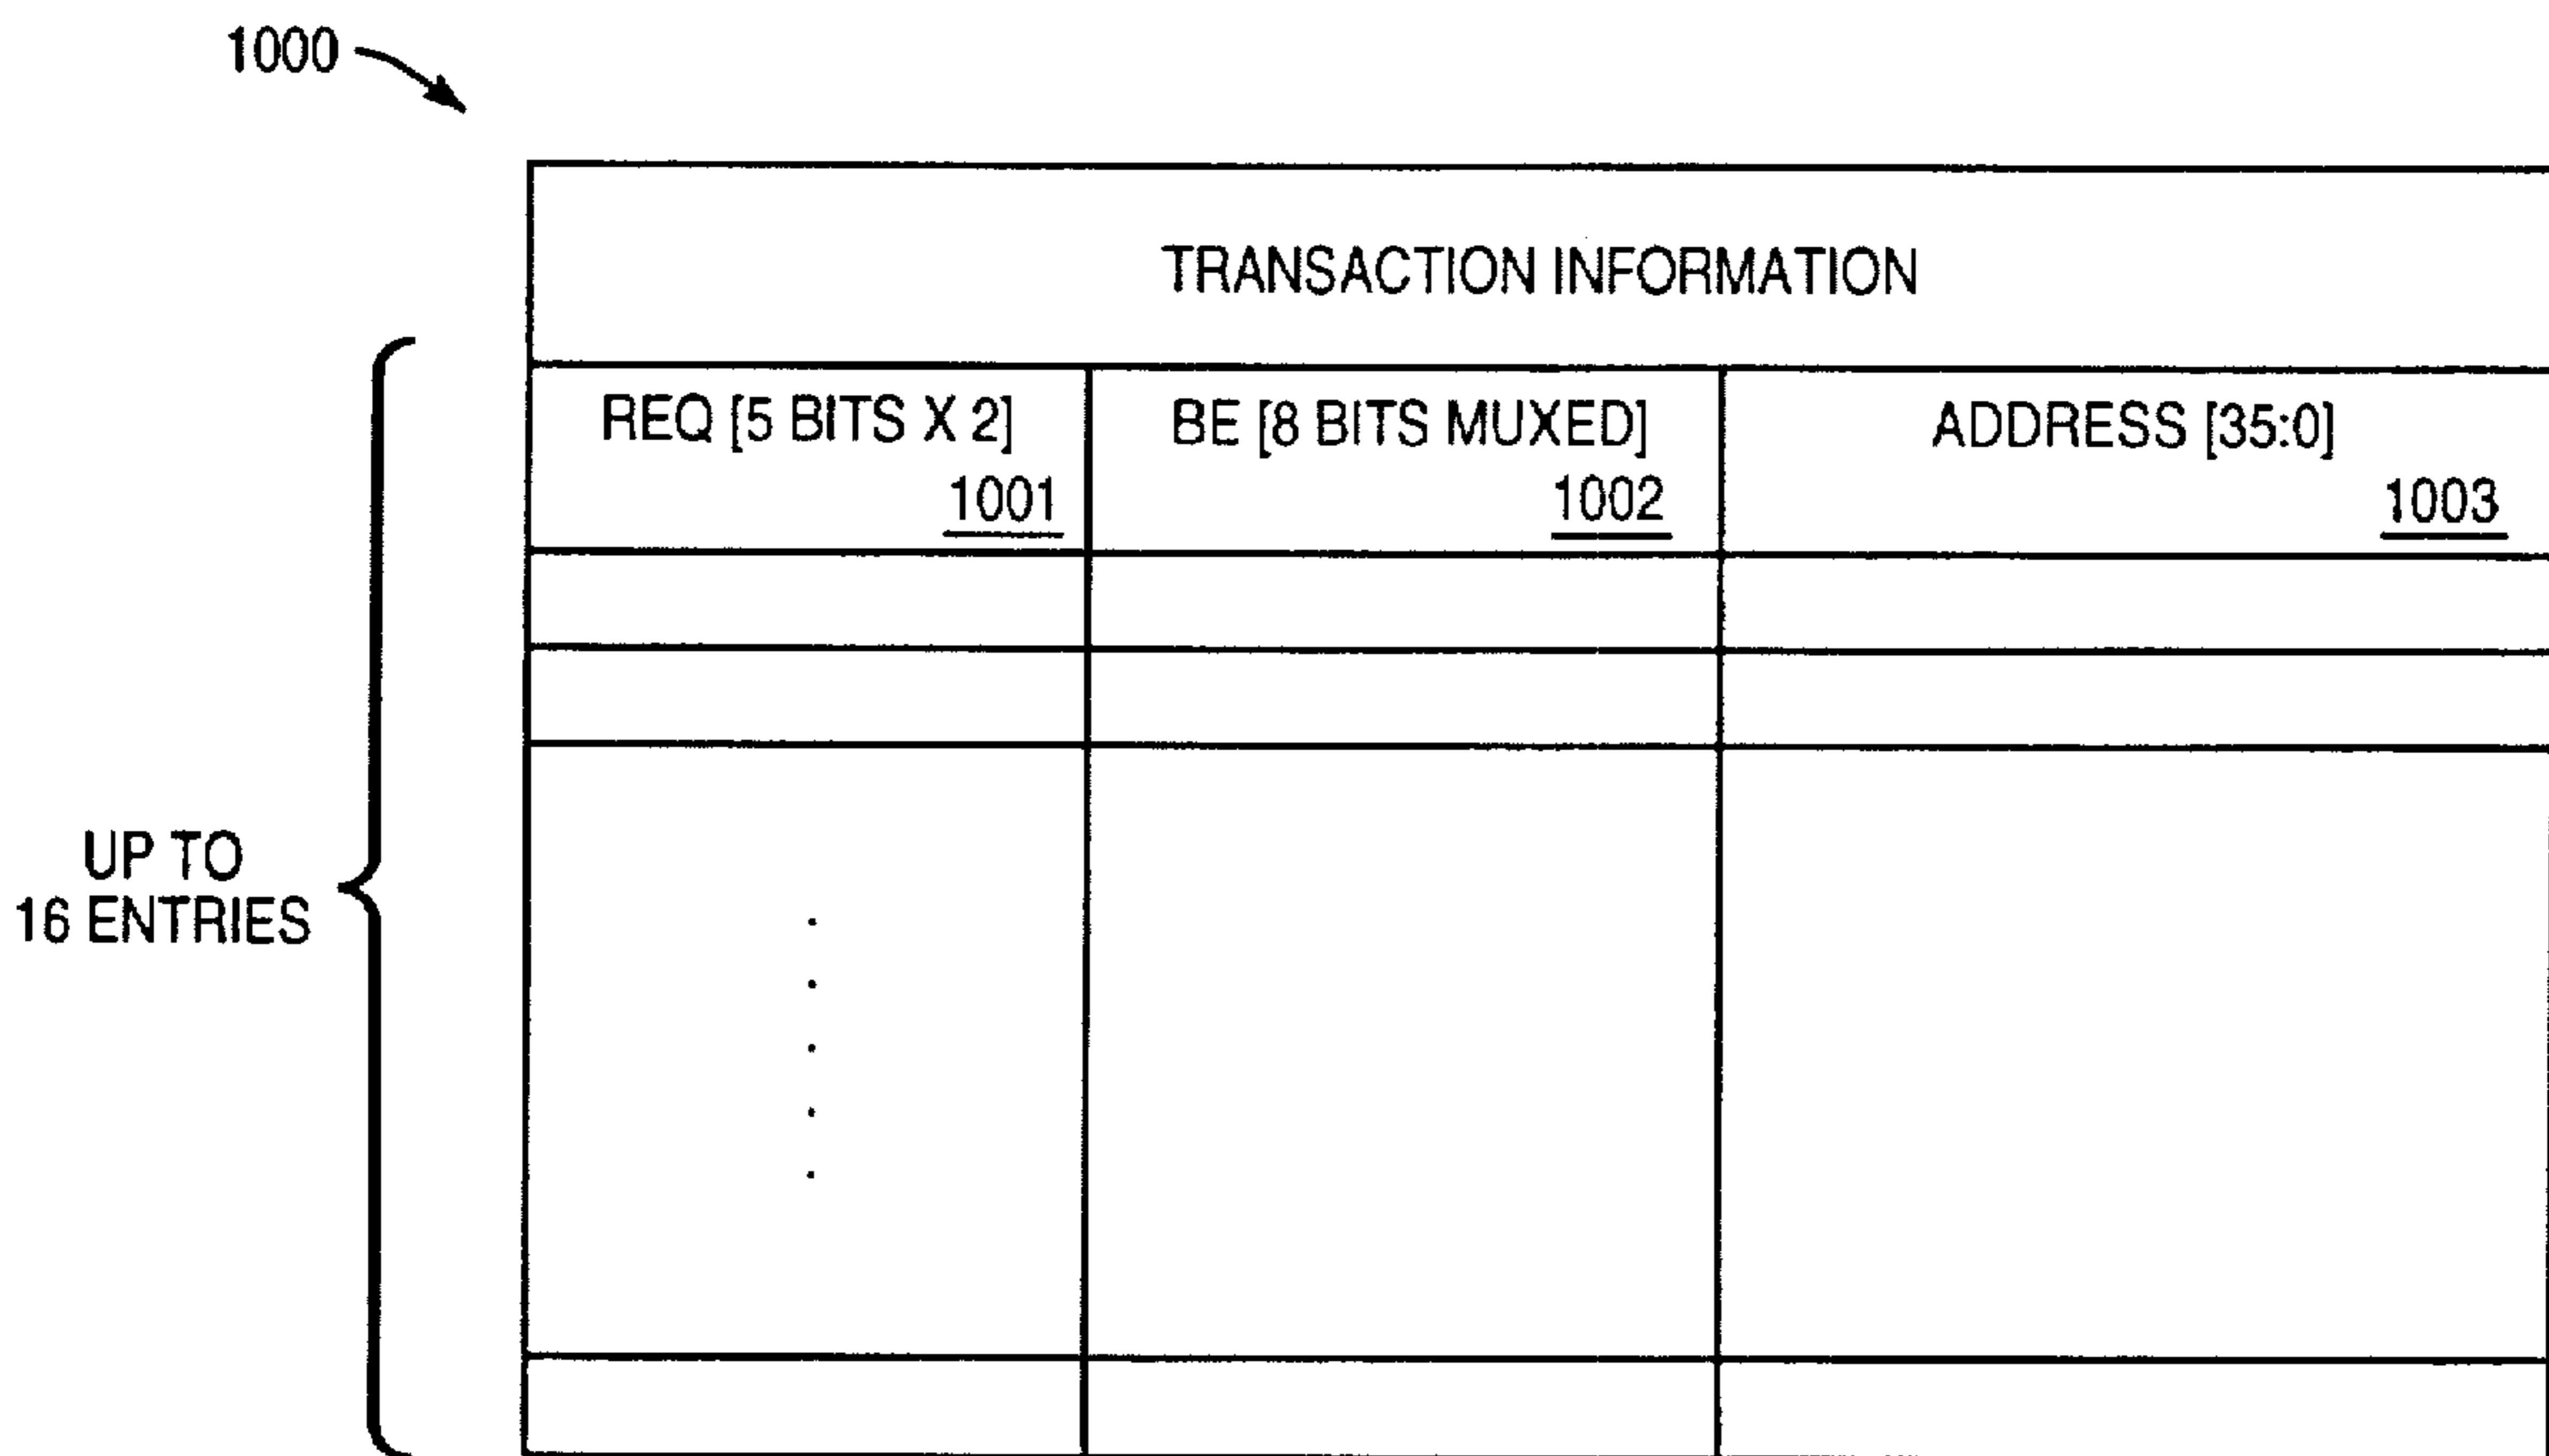 1000
TRANSACTION INFORMATION
REQ [5 BITS X 2]
1001
BE [8 BITS MUXED]
1002
ADDRESS [35:0]
1003
UP TO
16 ENTRIES